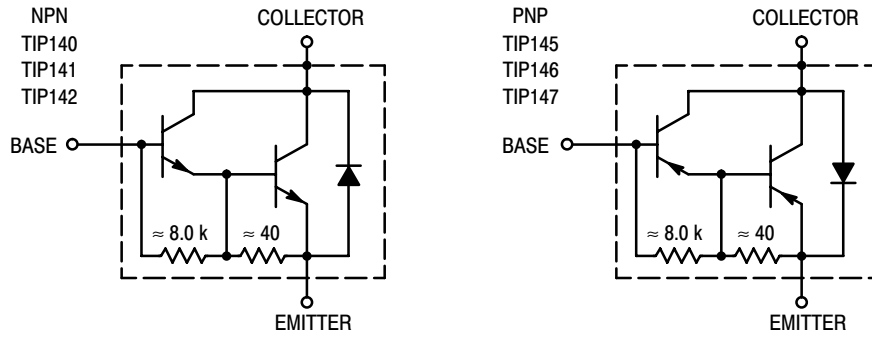 NPN
TIP140
TIP141
TIP142
COLLECTOR
BASE
≈ 8.0 k
≈ 40
EMITTER
PNP
TIP145
TIP146
TIP147
COLLECTOR
BASE
≈ 8.0 k
≈ 40
EMITTER